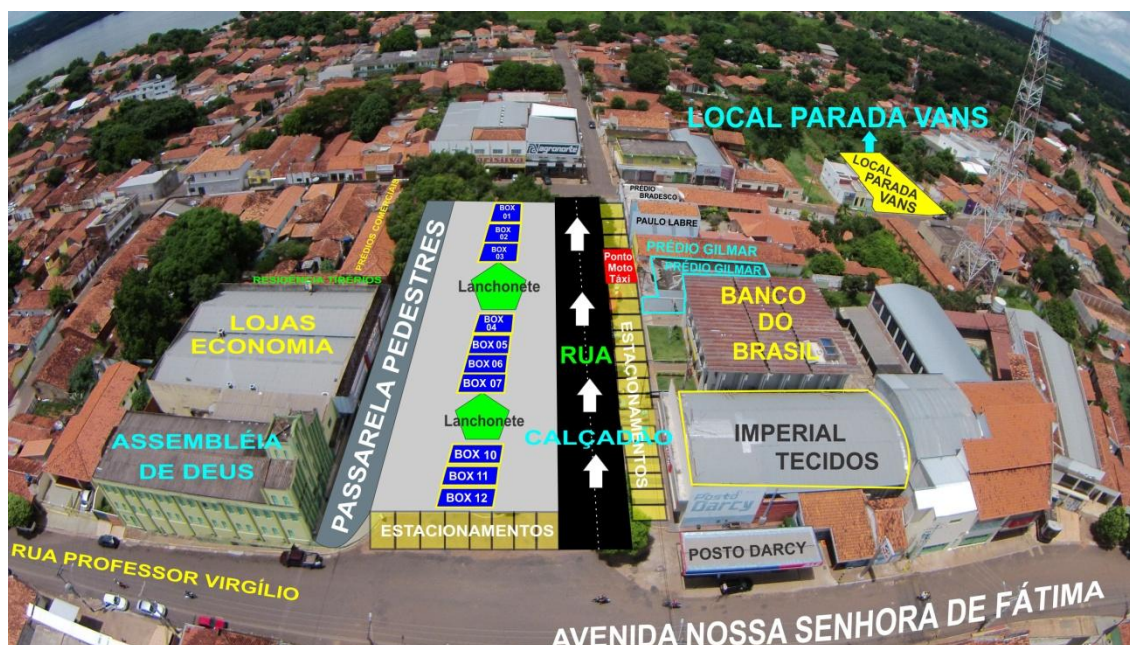 LOCAL PARADA VANS
LOCAL
PARADA
VANS
agronorte
PRÉDIO
BRADESCO
PAULO LABRE
PRÉDIO GILMAR
PRÉDIO GILMAR
Ponto
Moto
Táxi
BANCO
DO
BRASIL
PRÉDIOS COMERCIAIS
LOJAS
ECONOMIA
ASSEMBLÉIA
DE DEUS
PASSARELA PEDESTRES
BOX
01
BOX
02
BOX
03
Lanchonete
BOX
04
BOX 05
BOX 06
BOX 07
Lanchonete
BOX 10
BOX 11
BOX 12
ESTACIONAMENTOS
RUA
CALÇADÃO
ESTACIONAMENTOS
IMPERIAL
TECIDOS
Posto
Darcy
POSTO DARCY
RUA PROFESSOR VIRGÍLIO
AVENIDA NOSSA SENHORA DE FÁTIMA